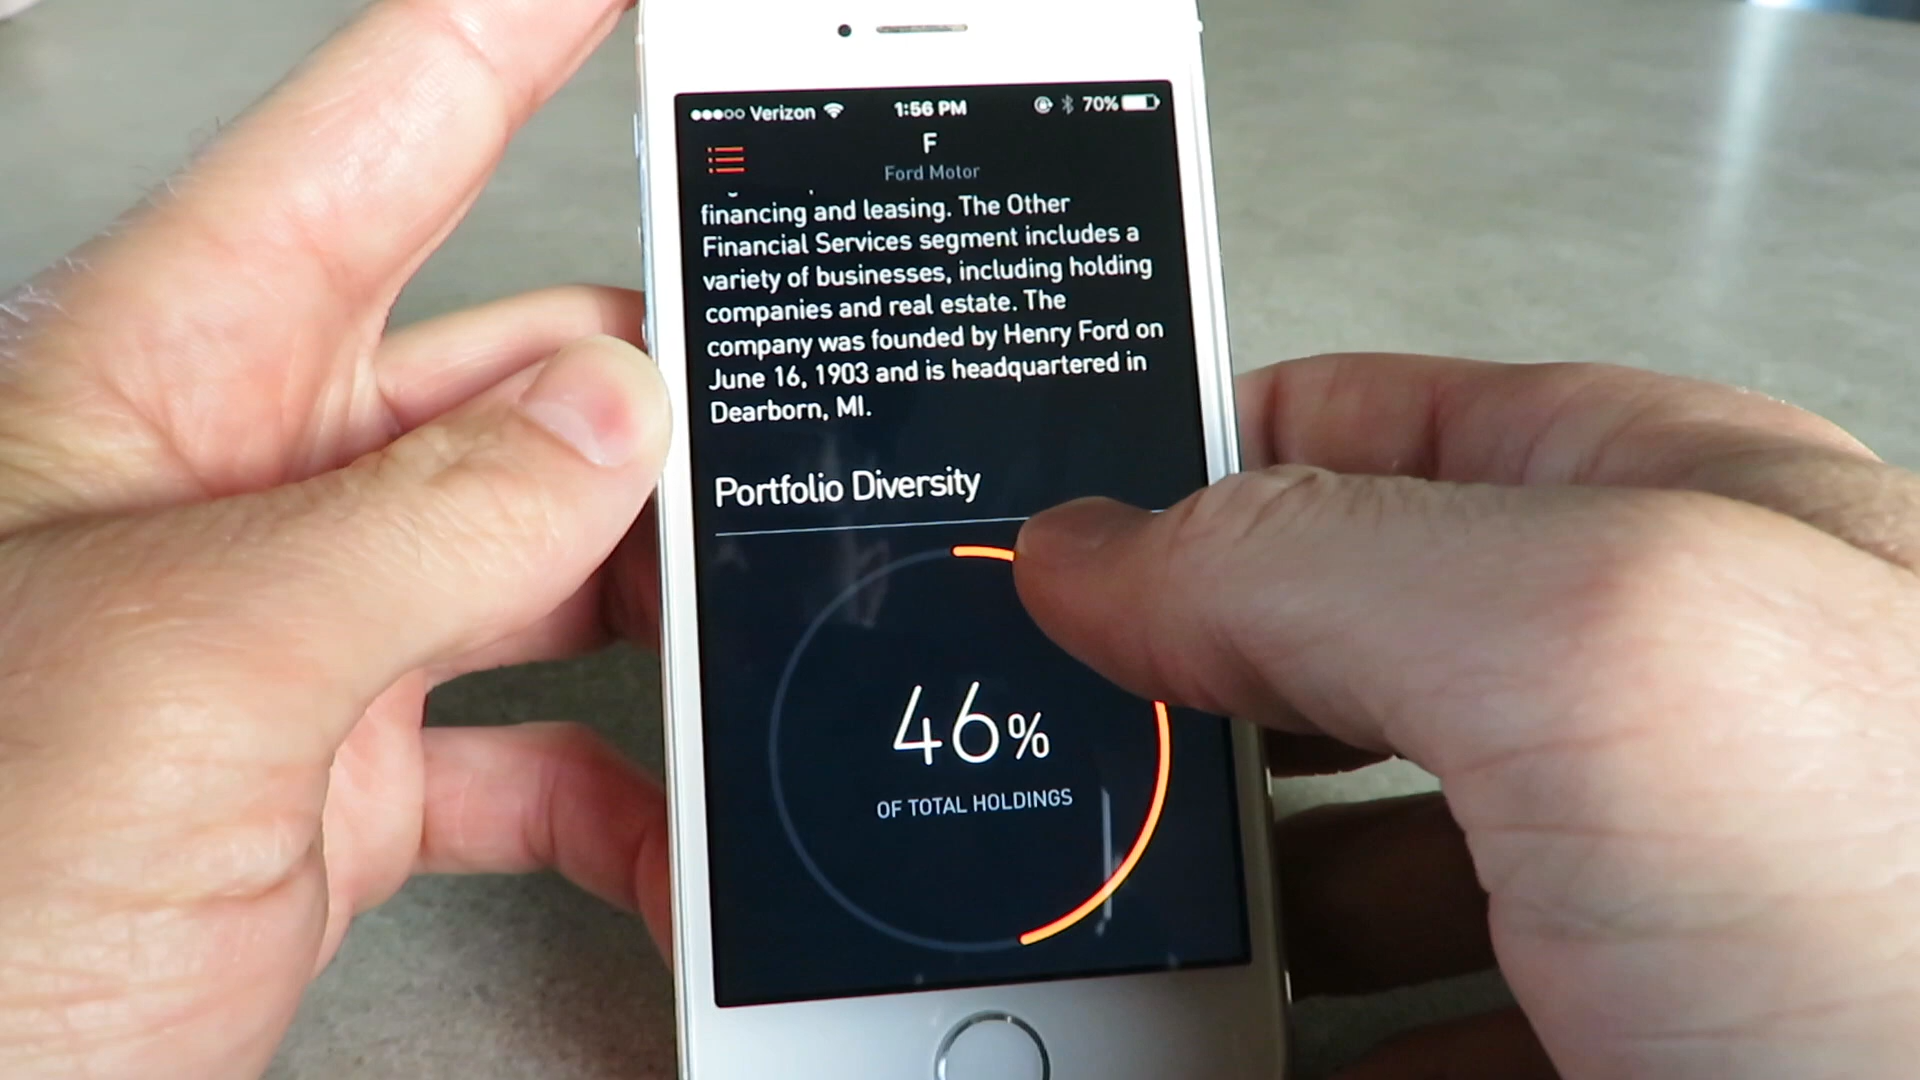 Verizon 1:56 PM 70%
F
Ford Motor
financing and leasing. The Other
Financial Services segment includes a
variety of businesses, including holding
companies and real estate. The
company was founded by Henry Ford on
June 16, 1903 and is headquartered in
Dearborn, MI.
Portfolio Diversity
46%
OF TOTAL HOLDINGS